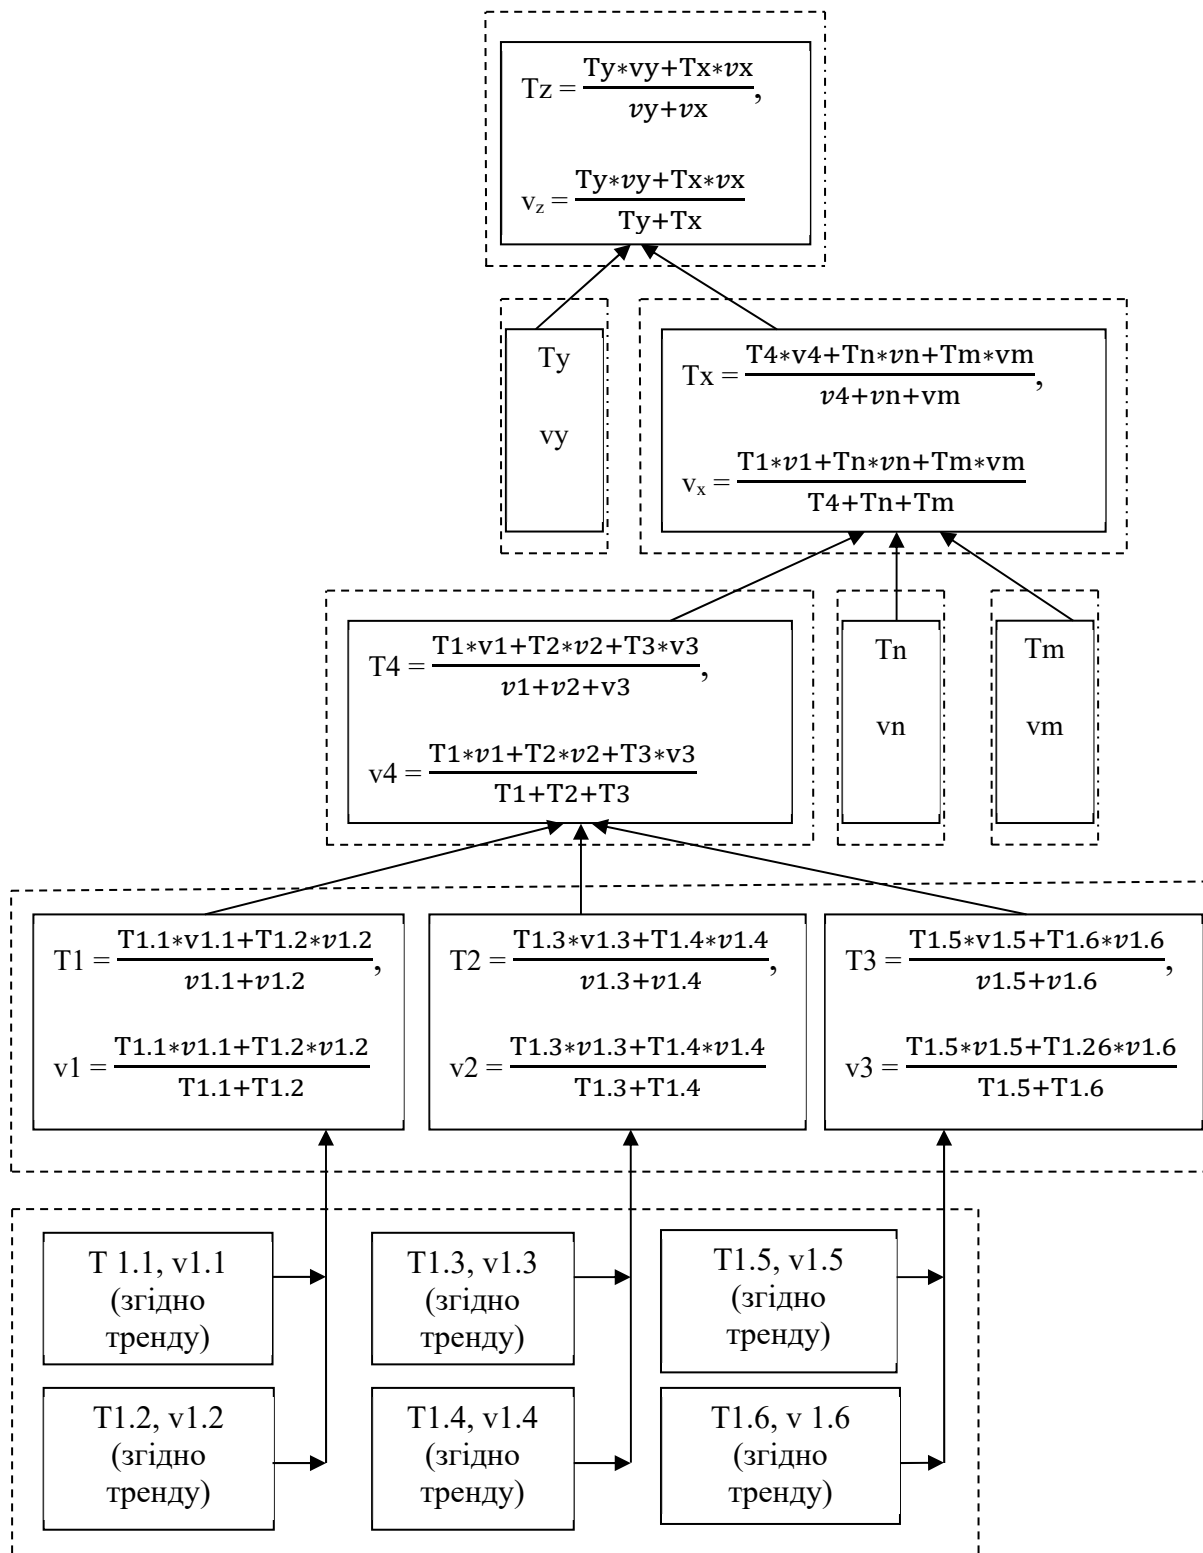 Tz = Ty*vy+Tx*vx / vy+vx,
vz = Ty*vy+Tx*vx / Ty+Tx
Ty
vy
Tx = T4*v4+Tn*vn+Tm*vm / v4+vn+vm,
vx = T1*v1+Tn*vn+Tm*vm / T4+Tn+Tm
T4 = T1*v1+T2*v2+T3*v3 / v1+v2+v3,
v4 = T1*v1+T2*v2+T3*v3 / T1+T2+T3
Tn
vn
Tm
vm
T1 = T1.1*v1.1+T1.2*v1.2 / v1.1+v1.2,
v1 = T1.1*v1.1+T1.2*v1.2 / T1.1+T1.2
T2 = T1.3*v1.3+T1.4*v1.4 / v1.3+v1.4,
v2 = T1.3*v1.3+T1.4*v1.4 / T1.3+T1.4
T3 = T1.5*v1.5+T1.6*v1.6 / v1.5+v1.6,
v3 = T1.5*v1.5+T1.26*v1.6 / T1.5+T1.6
T 1.1, v1.1
(згідно
тренду)
T1.3, v1.3
(згідно
тренду)
T1.5, v1.5
(згідно
тренду)
T1.2, v1.2
(згідно
тренду)
T1.4, v1.4
(згідно
тренду)
T1.6, v 1.6
(згідно
тренду)